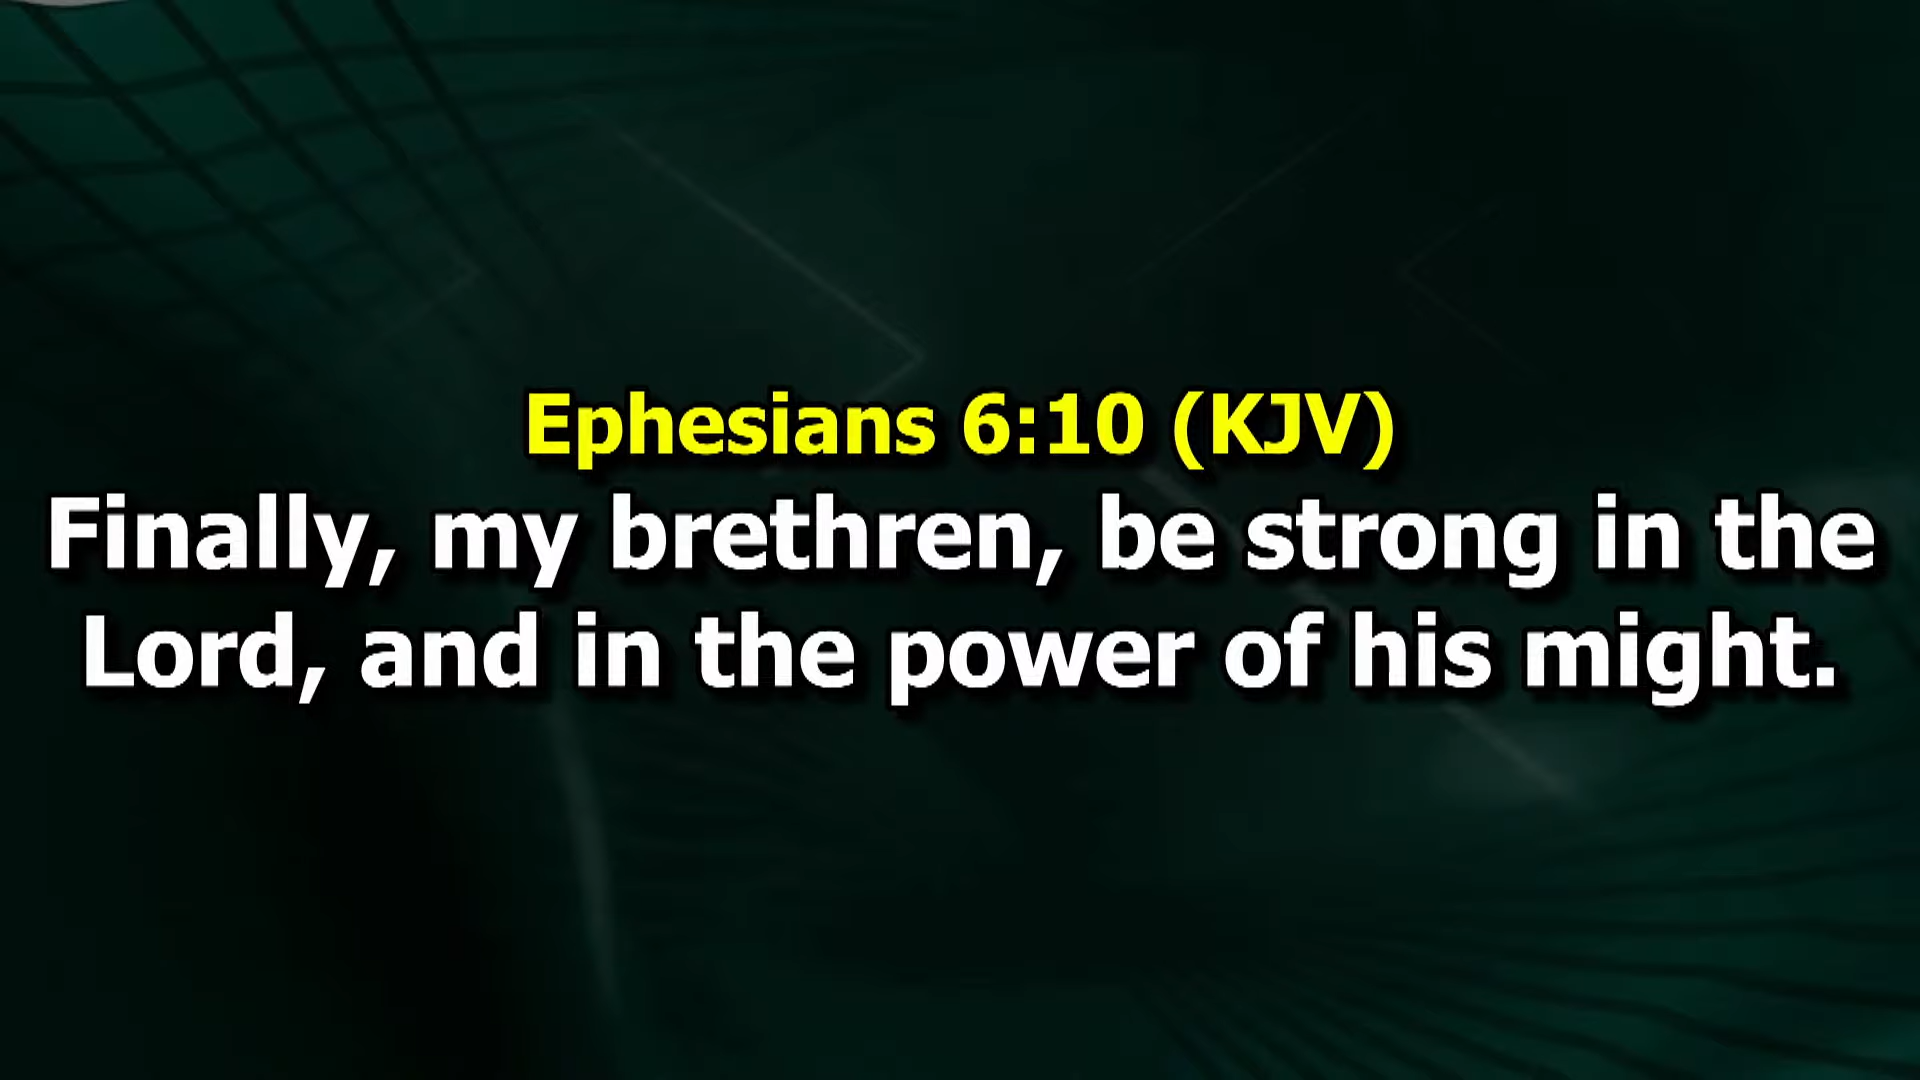 Ephesians 6:10 (KJV)
Finally, my brethren, be strong in the
Lord, and in the power of his might.